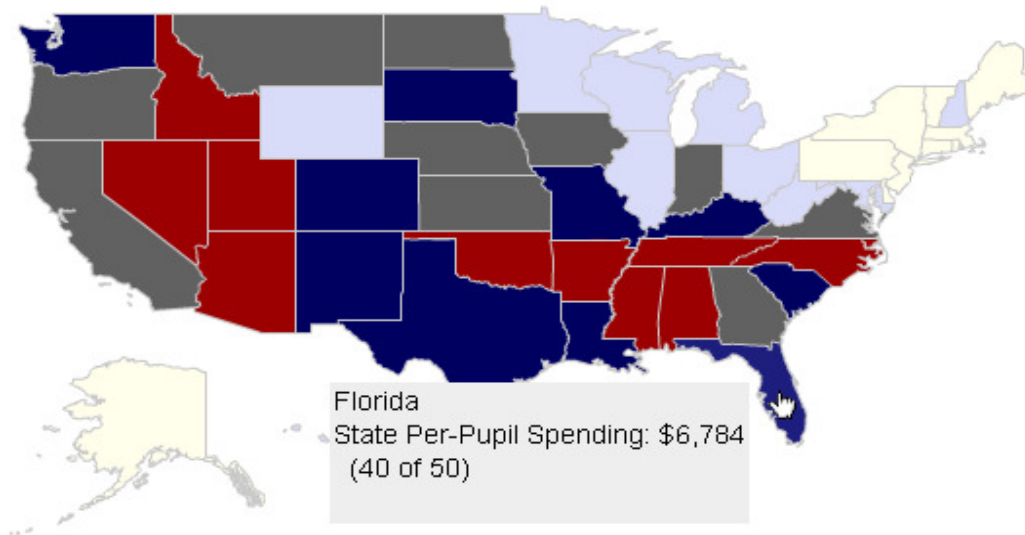 Florida
State Per-Pupil Spending: $6,784
(40 of 50)